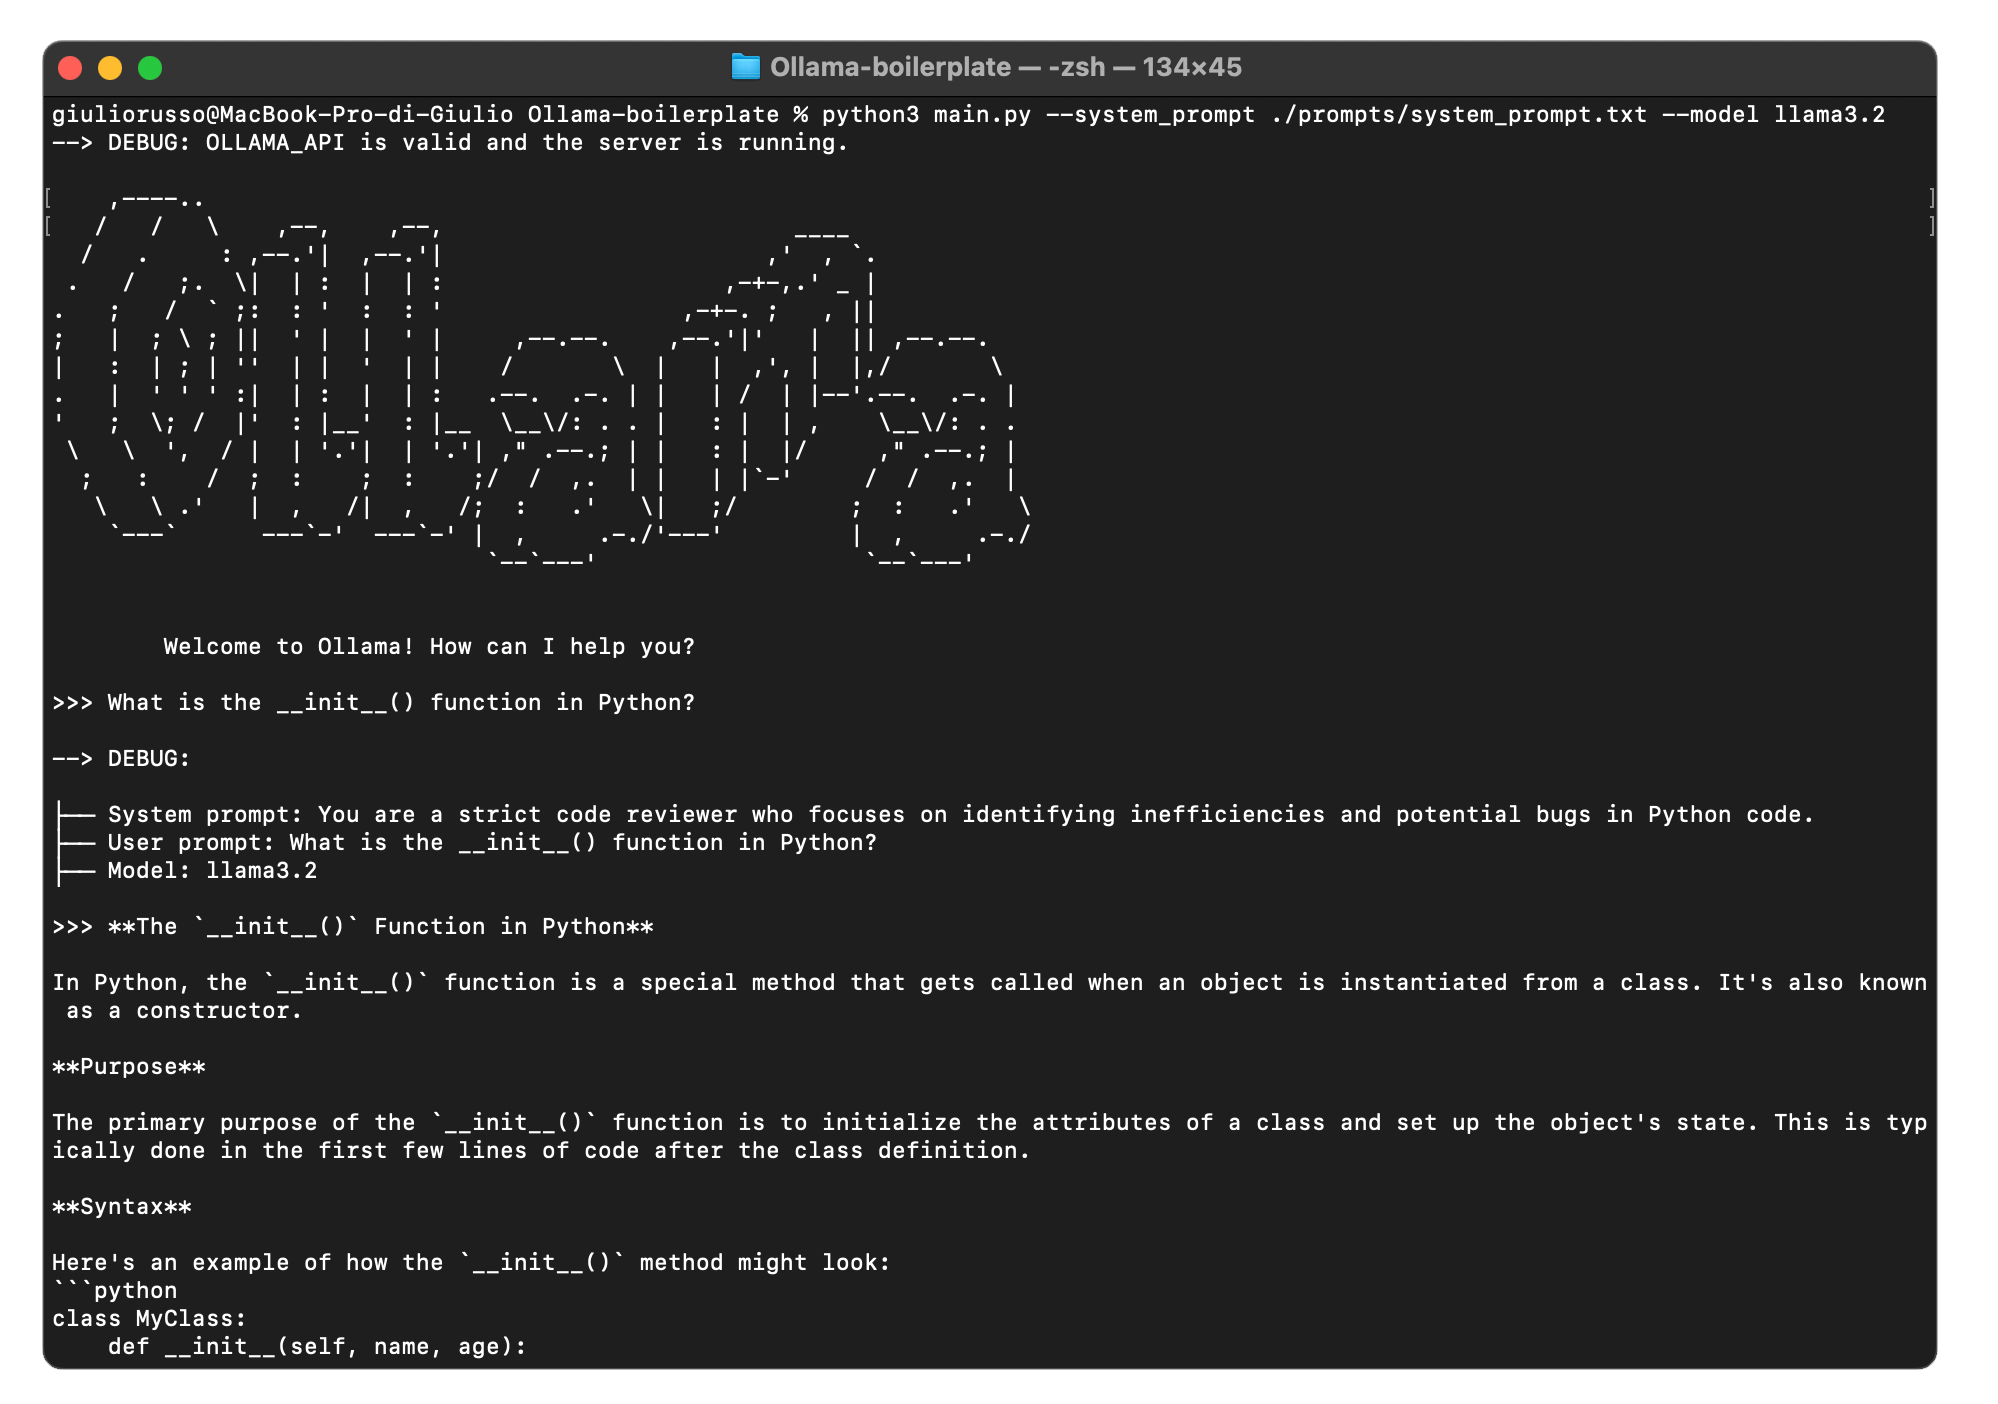 Ollama-boilerplate — -zsh — 134×45
giuliorusso@MacBook-Pro-di-Giulio Ollama-boilerplate % python3 main.py --system_prompt ./prompts/system_prompt.txt --model llama3.2
--> DEBUG: OLLAMA_API is valid and the server is running.
Ollama
Welcome to Ollama! How can I help you?
>>> What is the __init__() function in Python?
--> DEBUG:
├── System prompt: You are a strict code reviewer who focuses on identifying inefficiencies and potential bugs in Python code.
├── User prompt: What is the __init__() function in Python?
├── Model: llama3.2
>>> **The `__init__()` Function in Python**
In Python, the `__init__()` function is a special method that gets called when an object is instantiated from a class. It's also known
as a constructor.
**Purpose**
The primary purpose of the `__init__()` function is to initialize the attributes of a class and set up the object's state. This is typ
ically done in the first few lines of code after the class definition.
**Syntax**
Here's an example of how the `__init__()` method might look:
```python
class MyClass:
    def __init__(self, name, age):